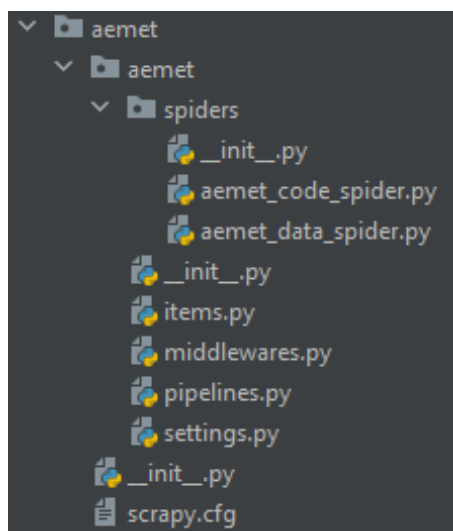 aemet
aemet
spiders
__init__.py
aemet_code_spider.py
aemet_data_spider.py
__init__.py
items.py
middlewares.py
pipelines.py
settings.py
__init__.py
scrapy.cfg